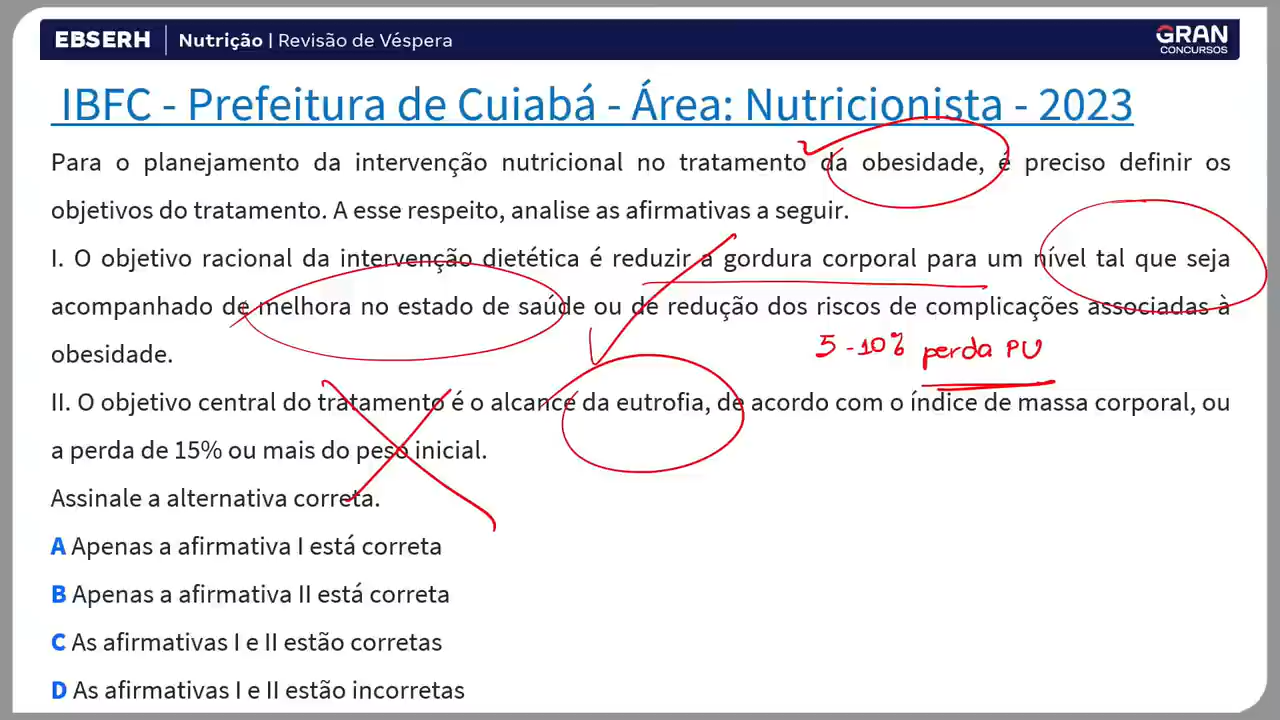 EBSERH | Nutrição | Revisão de Véspera
GRAN CONCURSOS
IBFC - Prefeitura de Cuiabá - Área: Nutricionista - 2023
Para o planejamento da intervenção nutricional no tratamento da obesidade, é preciso definir os
objetivos do tratamento. A esse respeito, analise as afirmativas a seguir.
I. O objetivo racional da intervenção dietética é reduzir a gordura corporal para um nível tal que seja
acompanhado de melhora no estado de saúde ou de redução dos riscos de complicações associadas à
obesidade.
5-10% perda PU
II. O objetivo central do tratamento é o alcance da eutrofia, de acordo com o índice de massa corporal, ou
a perda de 15% ou mais do peso inicial.
Assinale a alternativa correta.
A Apenas a afirmativa I está correta
B Apenas a afirmativa II está correta
C As afirmativas I e II estão corretas
D As afirmativas I e II estão incorretas